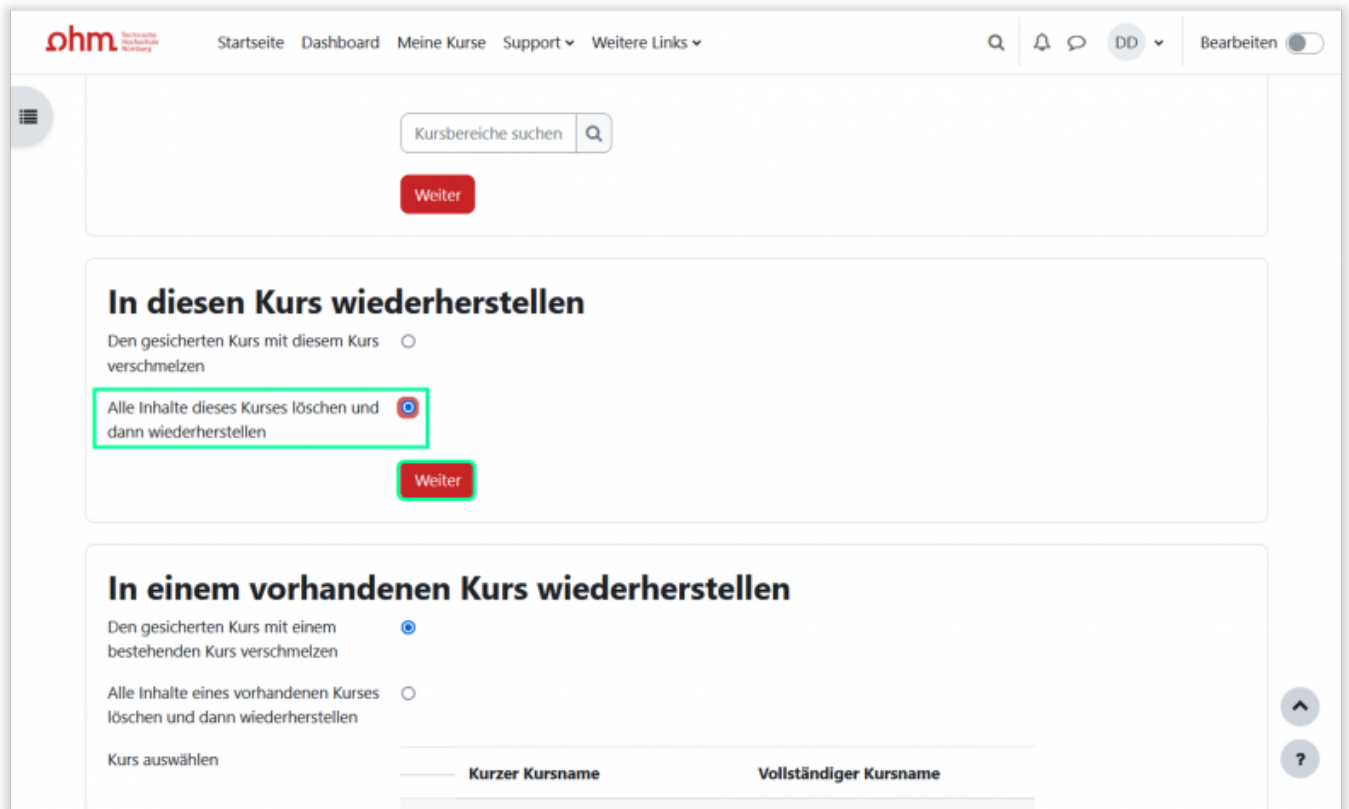 ohm Technische Hochschule Nürnberg
Startseite Dashboard Meine Kurse Support Weitere Links DD Bearbeiten
Kursbereiche suchen
Weiter
In diesen Kurs wiederherstellen
Den gesicherten Kurs mit diesem Kurs
verschmelzen
Alle Inhalte dieses Kurses löschen und
dann wiederherstellen
Weiter
In einem vorhandenen Kurs wiederherstellen
Den gesicherten Kurs mit einem
bestehenden Kurs verschmelzen
Alle Inhalte eines vorhandenen Kurses
löschen und dann wiederherstellen
Kurs auswählen
Kurzer Kursname Vollständiger Kursname
?